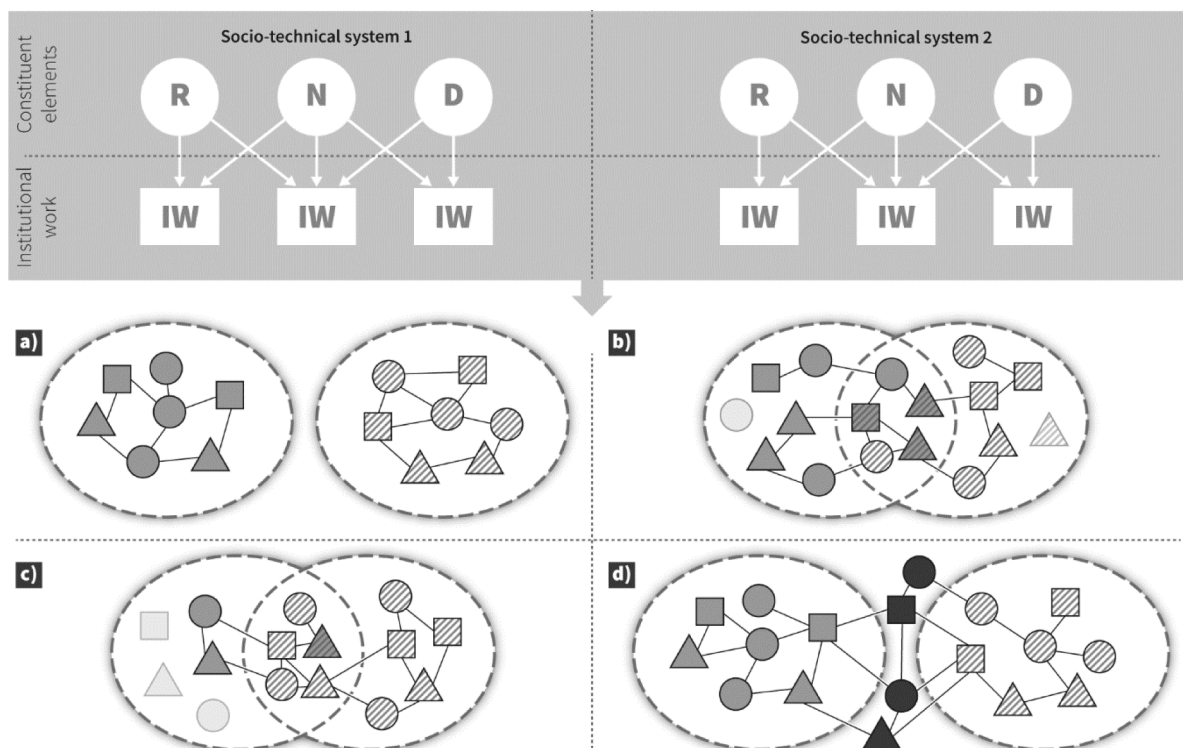 Socio-technical system 1
Socio-technical system 2
Constituent
elements
R N D
R N D
Institutional
work
IW IW IW
IW IW IW
a)
b)
c)
d)